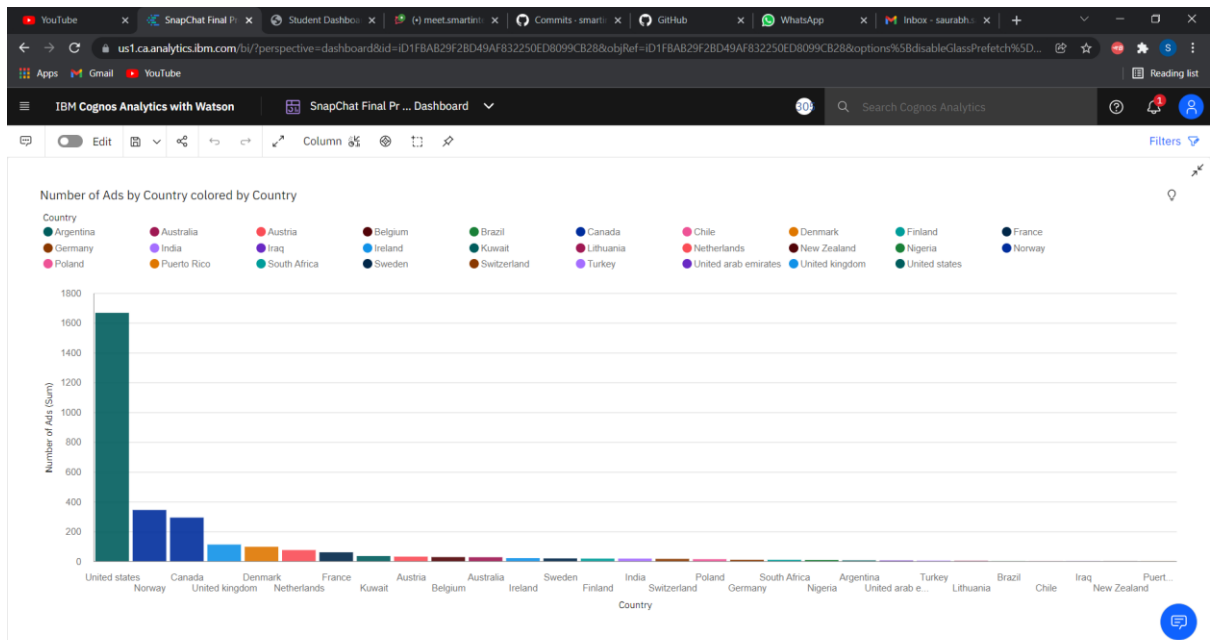 YouTube
SnapChat Final Pr
Student Dashboa
(•) meet.smartint
Commits - smartin
GitHub
WhatsApp
Inbox - saurabh.s
us1.ca.analytics.ibm.com/bi/?perspective=dashboard&id=iD1FBAB29F2BD49AF832250ED8099CB28&objRef=iD1FBAB29F2BD49AF832250ED8099CB28&options%5BdisableGlassPrefetch%5D...
S
Apps Gmail YouTube Reading list
IBM Cognos Analytics with Watson SnapChat Final Pr ... Dashboard Search Cognos Analytics 1
Edit Column Filters
Number of Ads by Country colored by Country
Country
Argentina Australia Austria Belgium Brazil Canada Chile Denmark Finland France
Germany India Iraq Ireland Kuwait Lithuania Netherlands New Zealand Nigeria Norway
Poland Puerto Rico South Africa Sweden Switzerland Turkey United arab emirates United kingdom United states
Number of Ads (Sum)
1800
1600
1400
1200
1000
800
600
400
200
0
United states Canada Denmark France Austria Australia Sweden India Poland South Africa Argentina Turkey Brazil Iraq Puert...
Norway United kingdom Netherlands Kuwait Belgium Ireland Finland Switzerland Germany Nigeria United arab e... Lithuania Chile New Zealand
Country